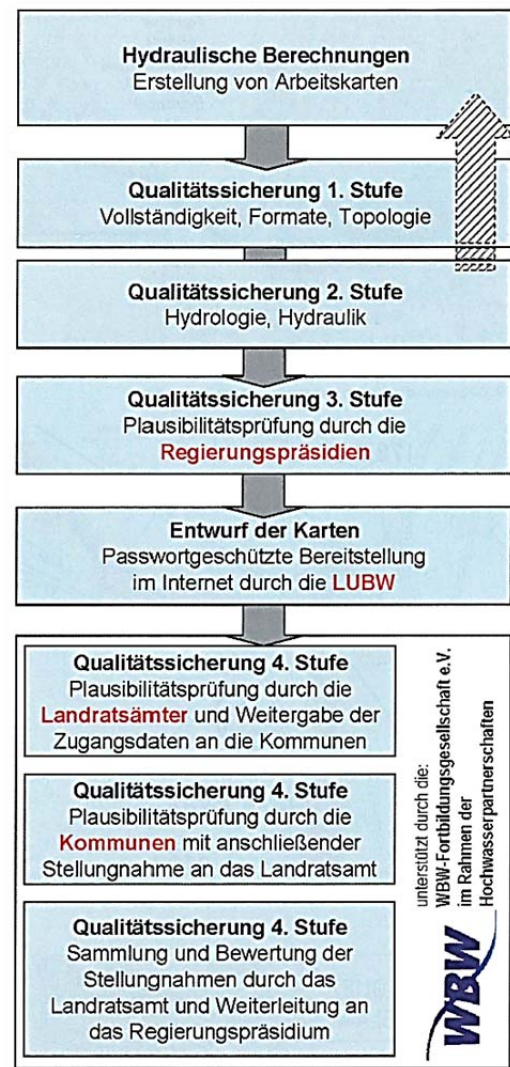 Hydraulische Berechnungen
Erstellung von Arbeitskarten
Qualitätssicherung 1. Stufe
Vollständigkeit, Formate, Topologie
Qualitätssicherung 2. Stufe
Hydrologie, Hydraulik
Qualitätssicherung 3. Stufe
Plausibilitätsprüfung durch die
Regierungspräsidien
Entwurf der Karten
Passwortgeschützte Bereitstellung
im Internet durch die LUBW
Qualitätssicherung 4. Stufe
Plausibilitätsprüfung durch die
Landratsämter und Weitergabe der
Zugangsdaten an die Kommunen
Qualitätssicherung 4. Stufe
Plausibilitätsprüfung durch die
Kommunen mit anschließender
Stellungnahme an das Landratsamt
Qualitätssicherung 4. Stufe
Sammlung und Bewertung der
Stellungnahmen durch das
Landratsamt und Weiterleitung an
das Regierungspräsidium
unterstützt durch die:
WBW-Fortbildungsgesellschaft e.V.
im Rahmen der
Hochwasserpartnerschaften
WBW